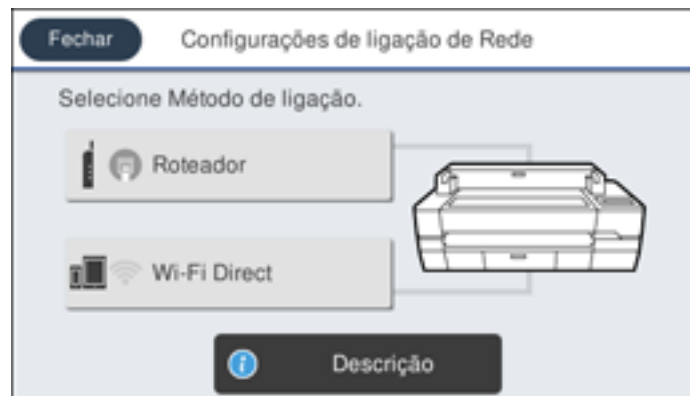 Fechar
Configurações de ligação de Rede
Selecione Método de ligação.
Roteador
Wi-Fi Direct
Descrição